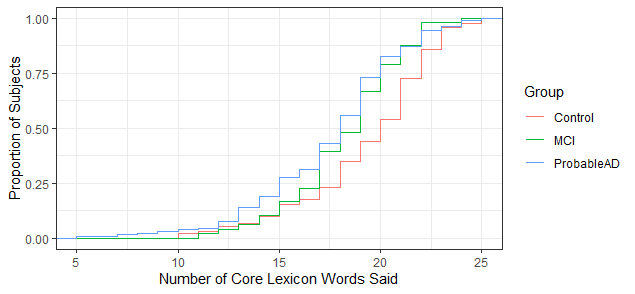 1.00
0.75
0.50
0.25
0.00
Proportion of Subjects
5 10 15 20 25
Number of Core Lexicon Words Said
Group
Control
MCI
ProbableAD